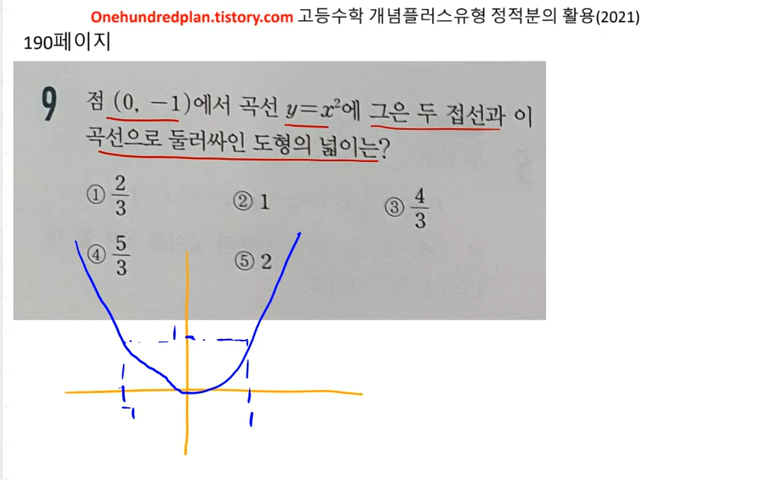 Onehundredplan.tistory.com 고등수학 개념플러스유형 정적분의 활용(2021)
190페이지
9 점 (0, −1)에서 곡선 y=x²에 그은 두 접선과 이
곡선으로 둘러싸인 도형의 넓이는?
① 2/3 ② 1 ③ 4/3
④ 5/3 ⑤ 2
1
-1 1